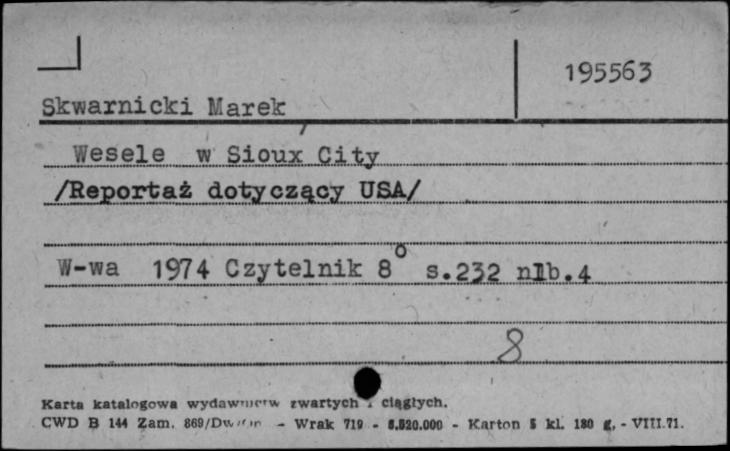 195563
Skwarnicki Marek
Wesele w Sioux City
/Reportaż dotyczący USA/
W-wa 1974 Czytelnik 8° s.232 nlb.4
8
Karta katalogowa wydawnictw zwartych i ciągłych.
CWD B 144 Zam. 869/ - Wrak 719 - 8.520.000 - Karton 5 kl. 180 g. - VIII.71.